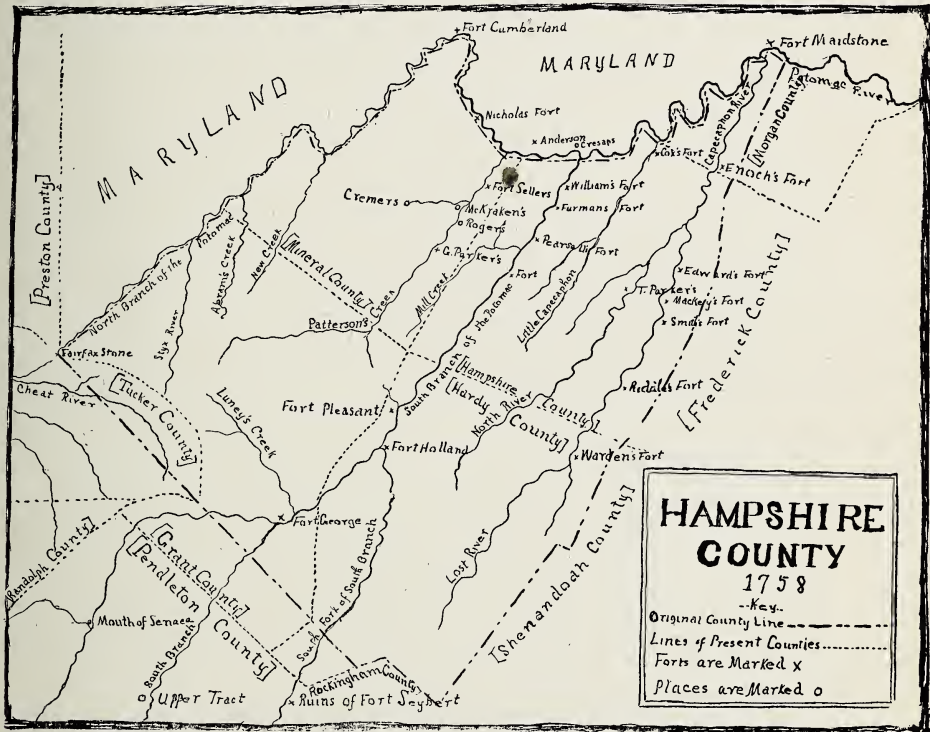 Fort Cumberland
MARYLAND
Fort Maidstone
Potomac River
[Morgan County]
Capecaphon River
MARYLAND
Nicholas Fort
Anderson
Cresaps
Cox's Fort
Enoch's Fort
[Preston County]
Fort Sellers
William's Fort
Cremers
McKraken's
Furmans Fort
Rogers
Potomac
North Branch of the
Abram's Creek
New Creek
[Mineral County]
G. Parker's
Pearsall Fort
Fort
Edward's Fort
T. Parker's
Mackey's Fort
Smith Fort
Mill Creek
Little Capecaphon
[Frederick County]
Patterson's Creek
Styx River
Fairfax Stone
South Branch of the Potomac
[Hampshire County]
[Hardy County]
North River
Cheat River
[Tucker County]
Luney's Creek
Fort Pleasant
Riddles Fort
Fort Holland
Warden's Fort
Fort George
[Randolph County]
[Grant County]
[Pendleton County]
South Fork of South Branch
Lost River
[Shenandoah County]
Mouth of Seneca
South Branch
Upper Tract
[Rockingham County]
Ruins of Fort Seybert
HAMPSHIRE
COUNTY
1758
--Key--
Original County Line
Lines of Present Counties
Forts are Marked x
Places are Marked o